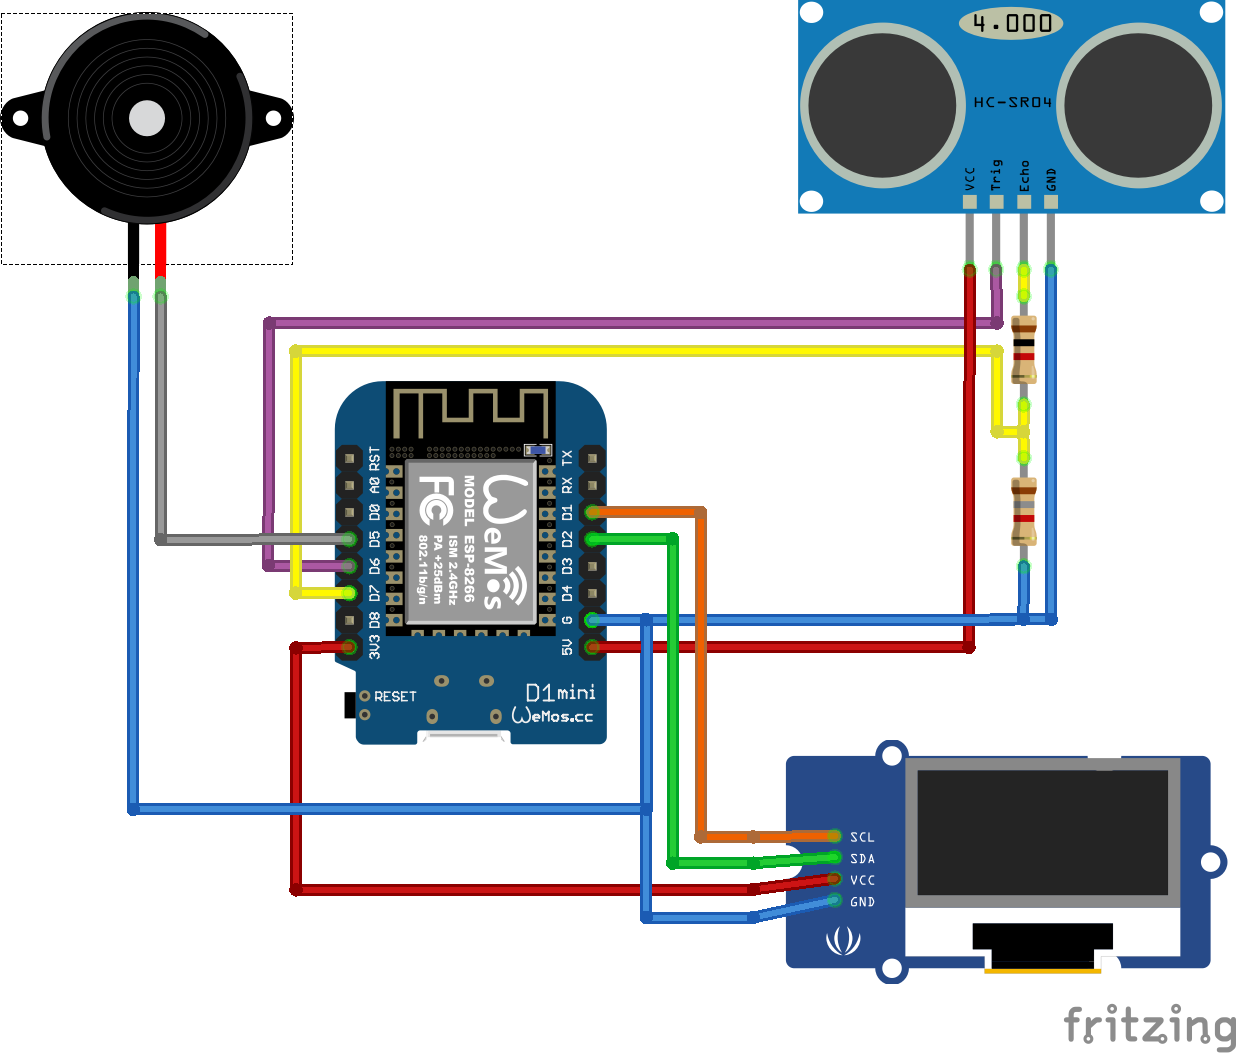 4.000
HC-SR04
VCC
Trig
Echo
GND
RST
A0
D0
D5
D6
D7
D8
3V3
TX
RX
D1
D2
D3
D4
G
5V
WeMos
MODEL ESP-8266
ISM 2.4GHz
PA +25dBm
802.11b/g/n
FC
RESET
D1mini
WeMos.cc
SCL
SDA
VCC
GND
fritzing